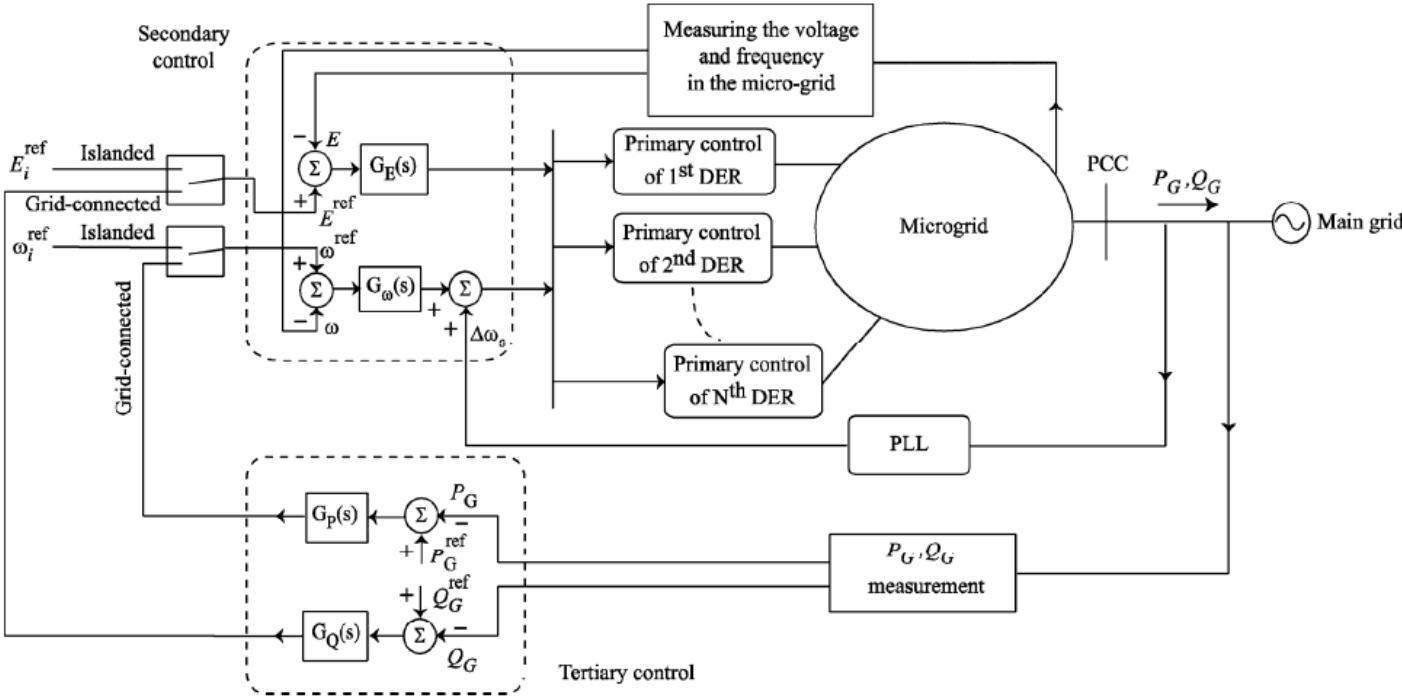 Secondary
control
Measuring the voltage
and frequency
in the micro-grid
E_i^ref
Islanded
Grid-connected
ω_i^ref
Islanded
Grid-connected
− E
Σ
+
E^ref
G_E(s)
ω^ref
+
Σ
− ω
G_ω(s)
+
Σ
+
Δω_s
Primary control
of 1st DER
Primary control
of 2nd DER
Primary control
of Nth DER
Microgrid
PCC
P_G, Q_G
Main grid
PLL
G_P(s)
Σ
P_G
−
+ P_G^ref
+ Q_G^ref
G_Q(s)
Σ
−
Q_G
P_G, Q_G
measurement
Tertiary control